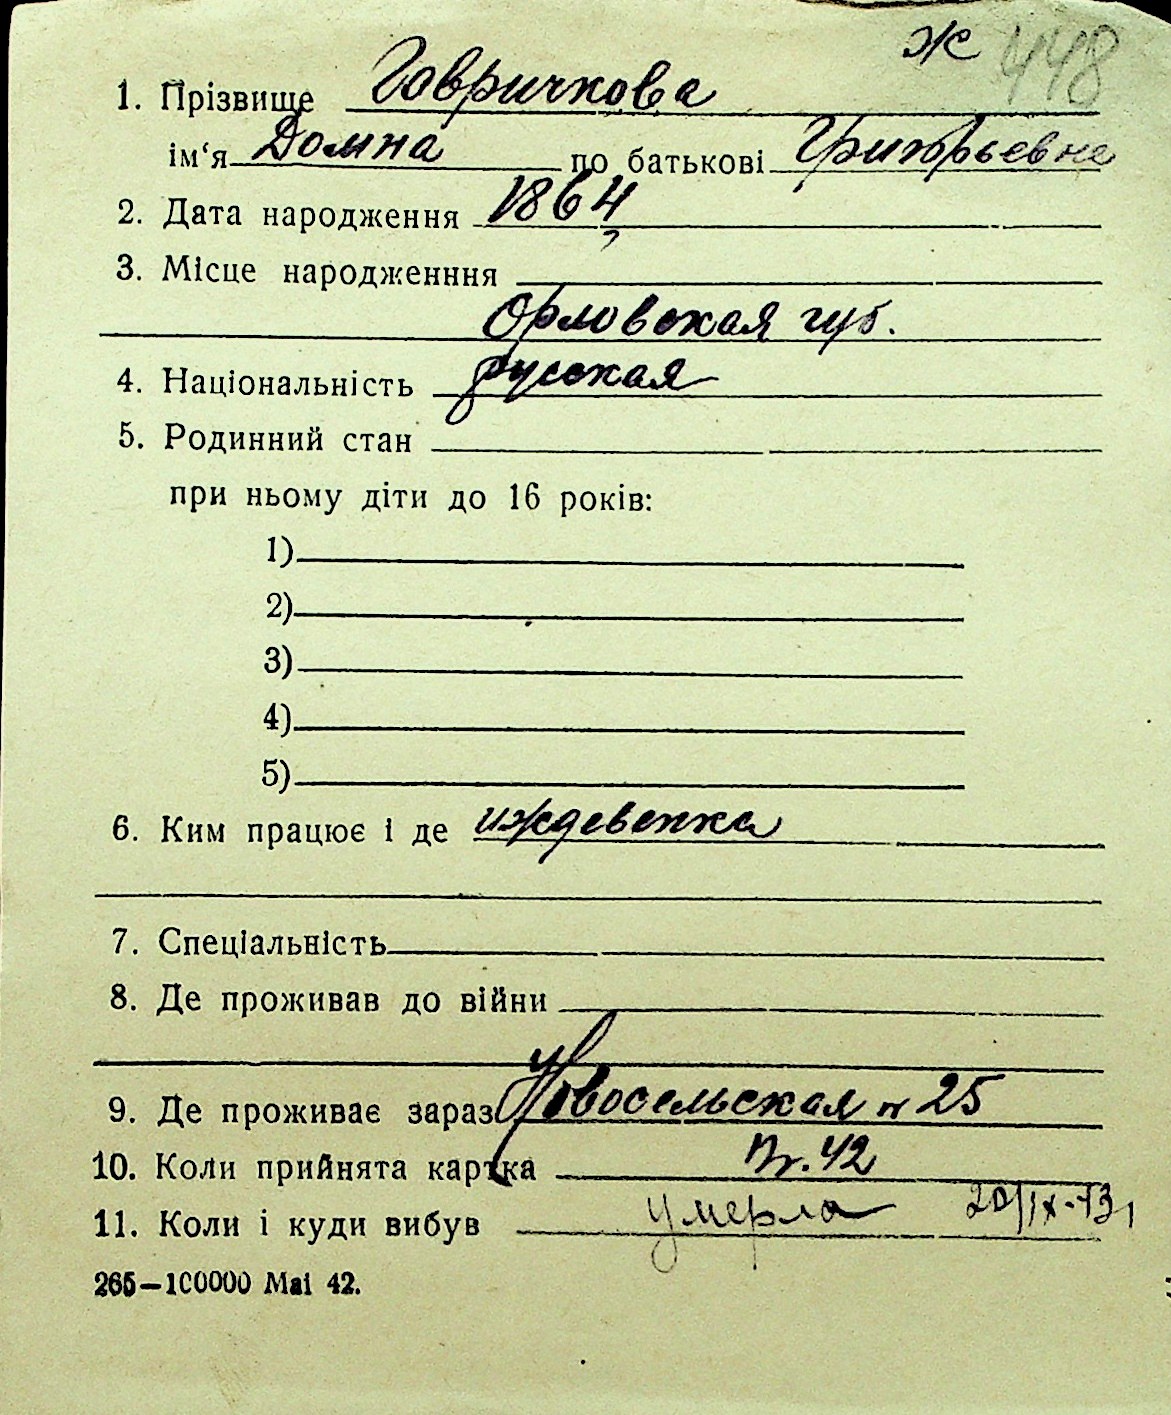 Ж 448
1. Прізвище Говричкова
ім‘я Домна по батькові Григорьевна
2. Дата народження 1864
3. Місце народженння
Орловская губ.
4. Національність русская
5. Родинний стан
при ньому діти до 16 років:
1)
2)
3)
4)
5)
6. Ким працює і де иждевенка
7. Спеціальність
8. Де проживав до війни
9. Де проживає зараз Новосельская № 25
10. Коли прийнята картка IV. 42
11. Коли і куди вибув умерла 20/IX-43
265—100000 Mai 42.